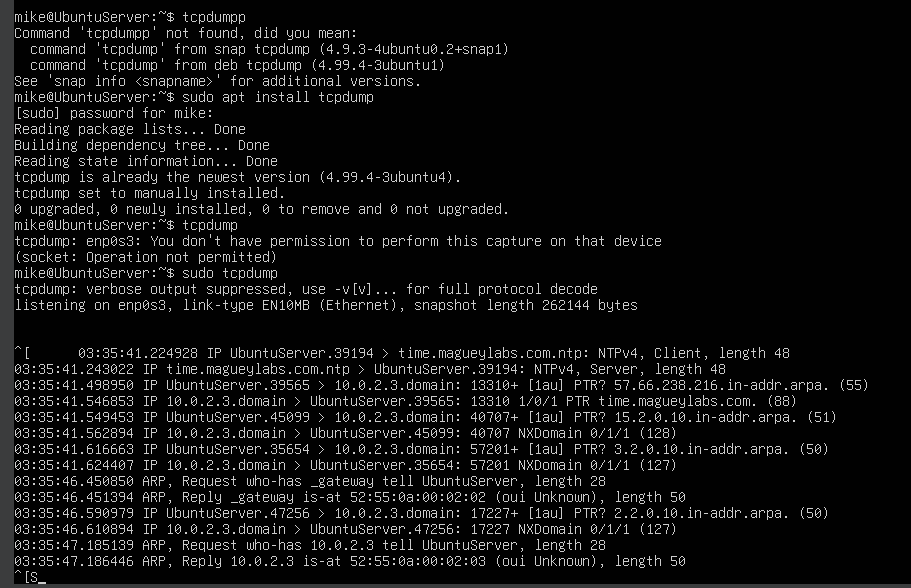 mike@UbuntuServer:~$ tcpdumpp
Command 'tcpdumpp' not found, did you mean:
  command 'tcpdump' from snap tcpdump (4.9.3-4ubuntu0.2+snap1)
  command 'tcpdump' from deb tcpdump (4.99.4-3ubuntu1)
See 'snap info <snapname>' for additional versions.
mike@UbuntuServer:~$ sudo apt install tcpdump
[sudo] password for mike:
Reading package lists... Done
Building dependency tree... Done
Reading state information... Done
tcpdump is already the newest version (4.99.4-3ubuntu4).
tcpdump set to manually installed.
0 upgraded, 0 newly installed, 0 to remove and 0 not upgraded.
mike@UbuntuServer:~$ tcpdump
tcpdump: enp0s3: You don't have permission to perform this capture on that device
(socket: Operation not permitted)
mike@UbuntuServer:~$ sudo tcpdump
tcpdump: verbose output suppressed, use -v[v]... for full protocol decode
listening on enp0s3, link-type EN10MB (Ethernet), snapshot length 262144 bytes
^[      03:35:41.224928 IP UbuntuServer.39194 > time.magueylabs.com.ntp: NTPv4, Client, length 48
03:35:41.243022 IP time.magueylabs.com.ntp > UbuntuServer.39194: NTPv4, Server, length 48
03:35:41.498950 IP UbuntuServer.39565 > 10.0.2.3.domain: 13310+ [1au] PTR? 57.66.238.216.in-addr.arpa. (55)
03:35:41.546853 IP 10.0.2.3.domain > UbuntuServer.39565: 13310 1/0/1 PTR time.magueylabs.com. (88)
03:35:41.549453 IP UbuntuServer.45099 > 10.0.2.3.domain: 40707+ [1au] PTR? 15.2.0.10.in-addr.arpa. (51)
03:35:41.562894 IP 10.0.2.3.domain > UbuntuServer.45099: 40707 NXDomain 0/1/1 (128)
03:35:41.616663 IP UbuntuServer.35654 > 10.0.2.3.domain: 57201+ [1au] PTR? 3.2.0.10.in-addr.arpa. (50)
03:35:41.624407 IP 10.0.2.3.domain > UbuntuServer.35654: 57201 NXDomain 0/1/1 (127)
03:35:46.450850 ARP, Request who-has _gateway tell UbuntuServer, length 28
03:35:46.451394 ARP, Reply _gateway is-at 52:55:0a:00:02:02 (oui Unknown), length 50
03:35:46.590979 IP UbuntuServer.47256 > 10.0.2.3.domain: 17227+ [1au] PTR? 2.2.0.10.in-addr.arpa. (50)
03:35:46.610894 IP 10.0.2.3.domain > UbuntuServer.47256: 17227 NXDomain 0/1/1 (127)
03:35:47.185139 ARP, Request who-has 10.0.2.3 tell UbuntuServer, length 28
03:35:47.186446 ARP, Reply 10.0.2.3 is-at 52:55:0a:00:02:03 (oui Unknown), length 50
^[S_